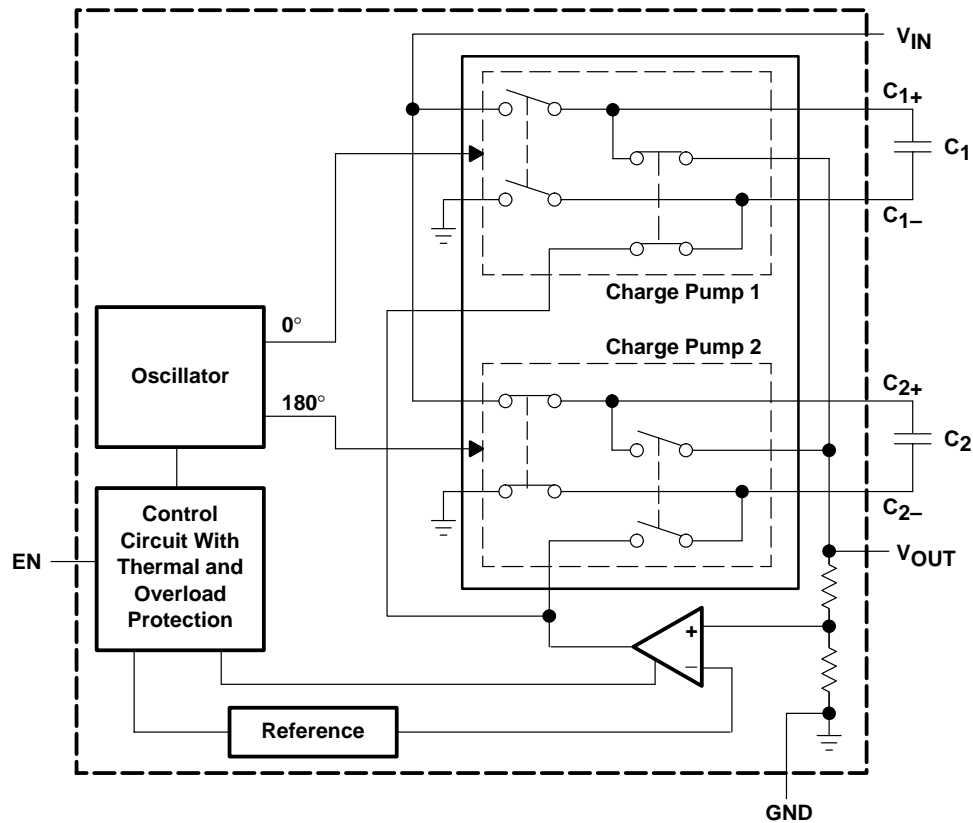 VIN
C1+
C1
C1–
Charge Pump 1
0°
Oscillator
180°
Charge Pump 2
C2+
C2
C2–
Control
Circuit With
Thermal and
Overload
Protection
EN
VOUT
+
–
Reference
GND